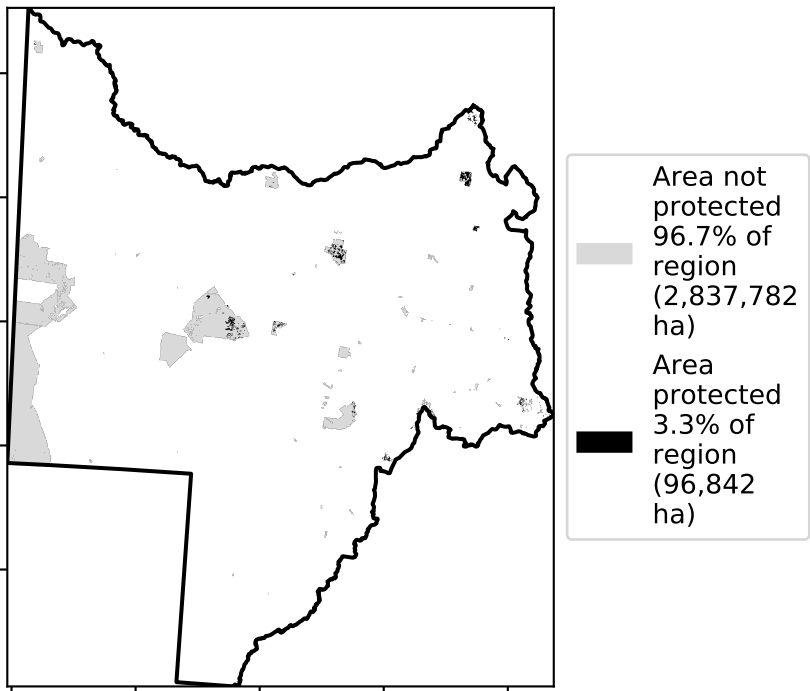 Area not
protected
96.7% of
region
(2,837,782
ha)
Area
protected
3.3% of
region
(96,842
ha)